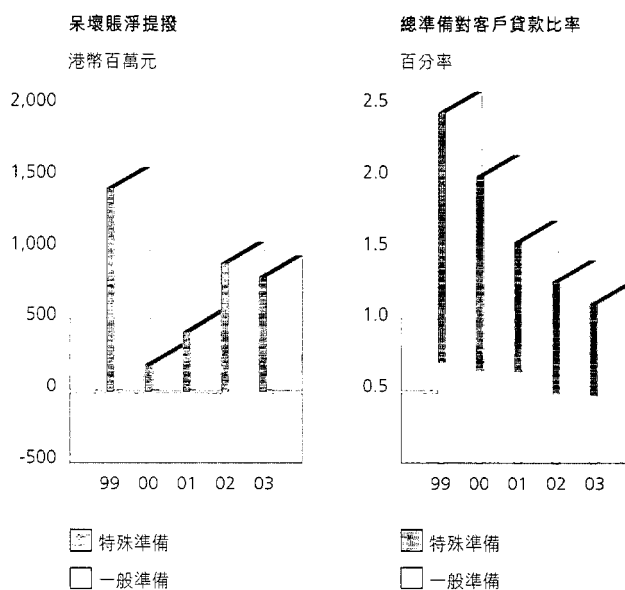 呆壞賬淨提撥
港幣百萬元
2,000
1,500
1,000
500
0
-500
99 00 01 02 03
特殊準備
一般準備
總準備對客戶貸款比率
百分率
2.5
2.0
1.5
1.0
0.5
99 00 01 02 03
特殊準備
一般準備